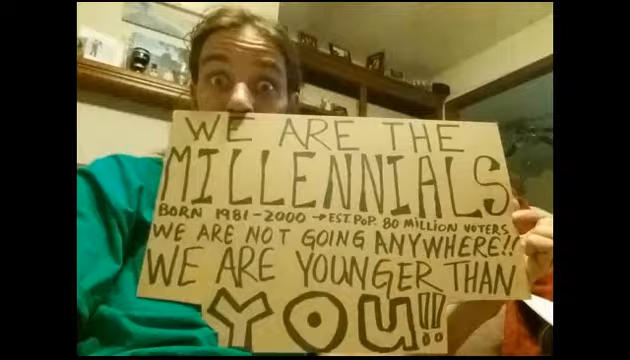 WE ARE THE
MILLENNIALS
BORN 1981-2000 → EST. POP. 80 MILLION VOTERS
WE ARE NOT GOING ANYWHERE!!
WE ARE YOUNGER THAN
YOU!!